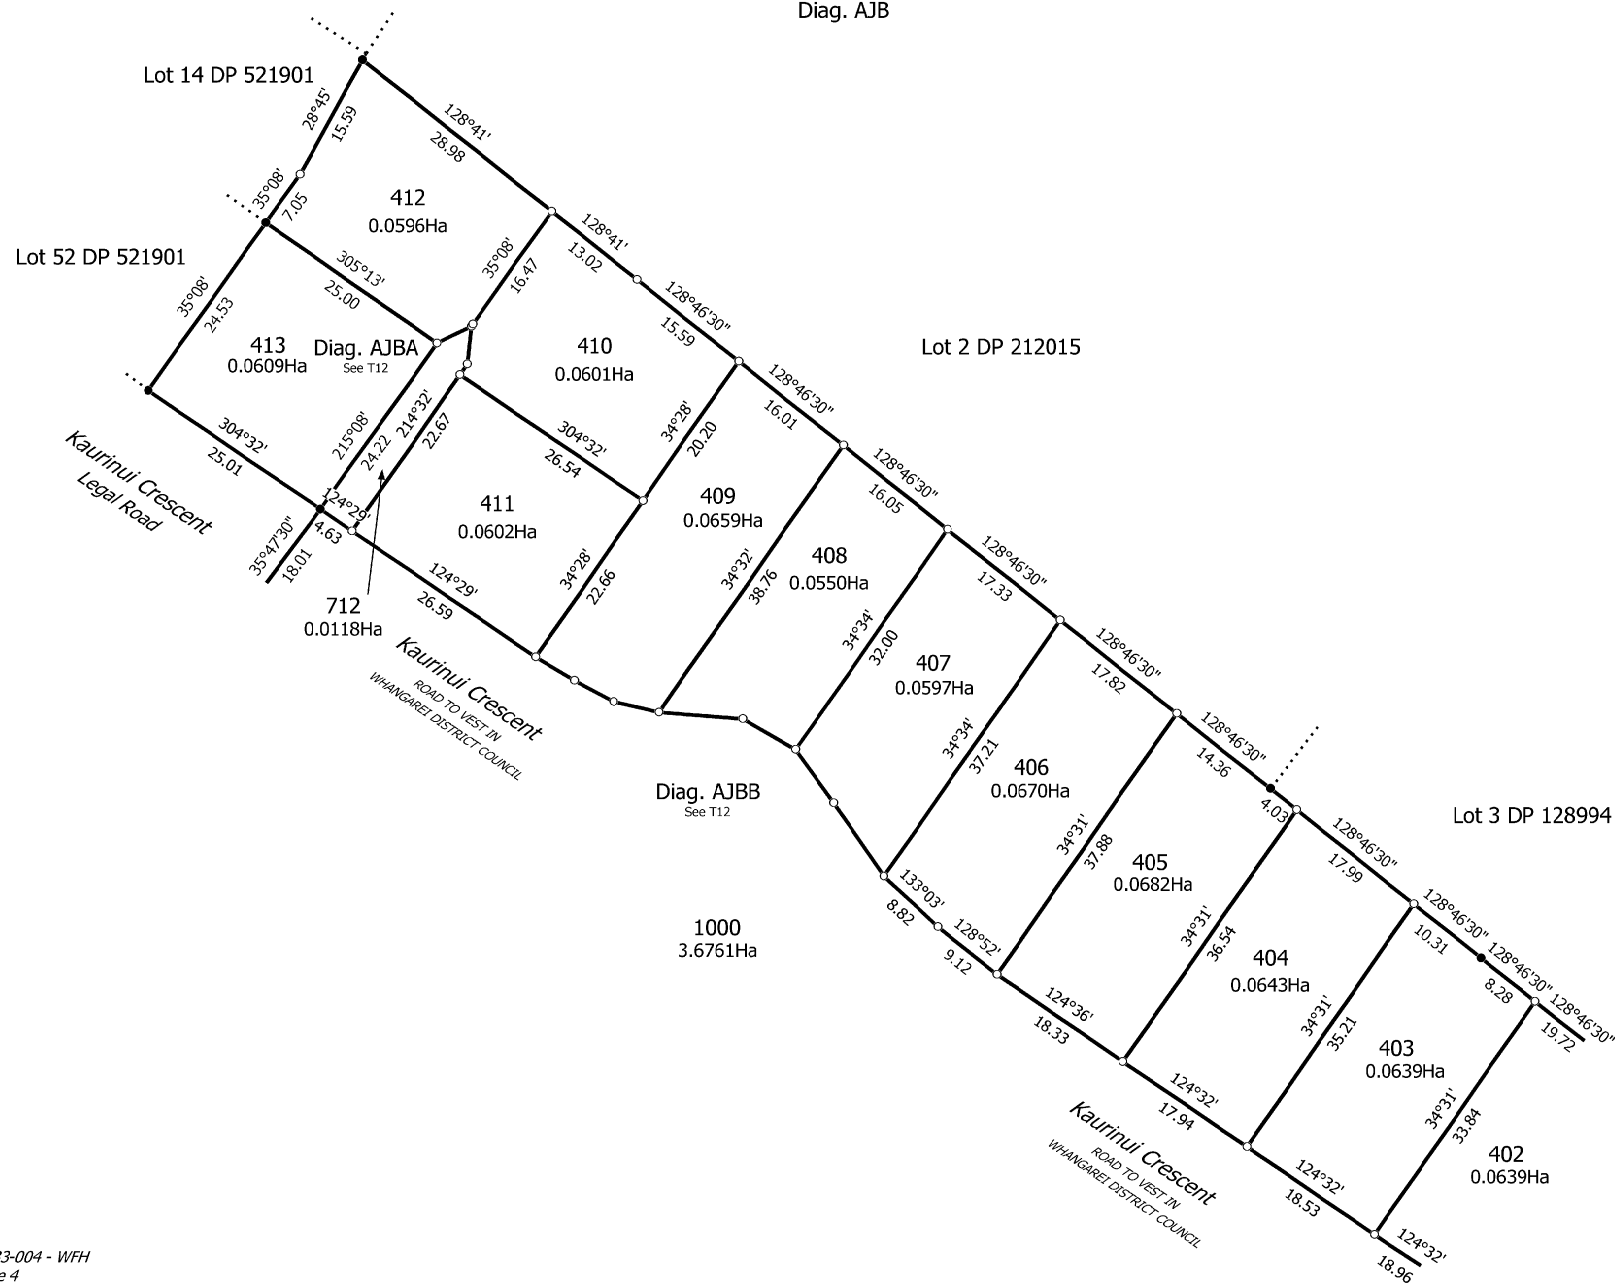 Diag. AJB
Lot 14 DP 521901
28°45'
15.59
128°41'
28.98
35°08'
7.05
412
0.0596Ha
128°41'
13.02
Lot 52 DP 521901
305°13'
25.00
35°08'
16.47
128°46'30"
15.59
35°08'
24.53
413
0.0609Ha
Diag. AJBA
See T12
410
0.0601Ha
Lot 2 DP 212015
128°46'30"
16.01
304°32'
25.01
215°08'
24.22
214°32'
22.67
304°32'
26.54
34°28'
20.20
Kaurinui Crescent
Legal Road
128°46'30"
16.05
124°29'
4.63
411
0.0602Ha
409
0.0659Ha
35°47'30"
18.01
712
0.0118Ha
124°29'
26.59
34°28'
22.66
34°32'
38.76
408
0.0550Ha
128°46'30"
17.33
Kaurinui Crescent
ROAD TO VEST IN
WHANGAREI DISTRICT COUNCIL
34°34'
32.00
407
0.0597Ha
128°46'30"
17.82
34°34'
37.21
128°46'30"
14.36
406
0.0670Ha
Diag. AJBB
See T12
4.03
Lot 3 DP 128994
128°46'30"
17.99
34°31'
37.88
405
0.0682Ha
133°03'
8.82
128°52'
9.12
1000
3.6761Ha
34°31'
36.54
128°46'30"
10.31
128°46'30"
8.28
404
0.0643Ha
124°36'
18.33
34°31'
35.21
128°46'30"
19.72
403
0.0639Ha
124°32'
17.94
34°31'
33.84
Kaurinui Crescent
ROAD TO VEST IN
WHANGAREI DISTRICT COUNCIL
402
0.0639Ha
124°32'
18.53
124°32'
18.96
23-004 - WFH
e 4